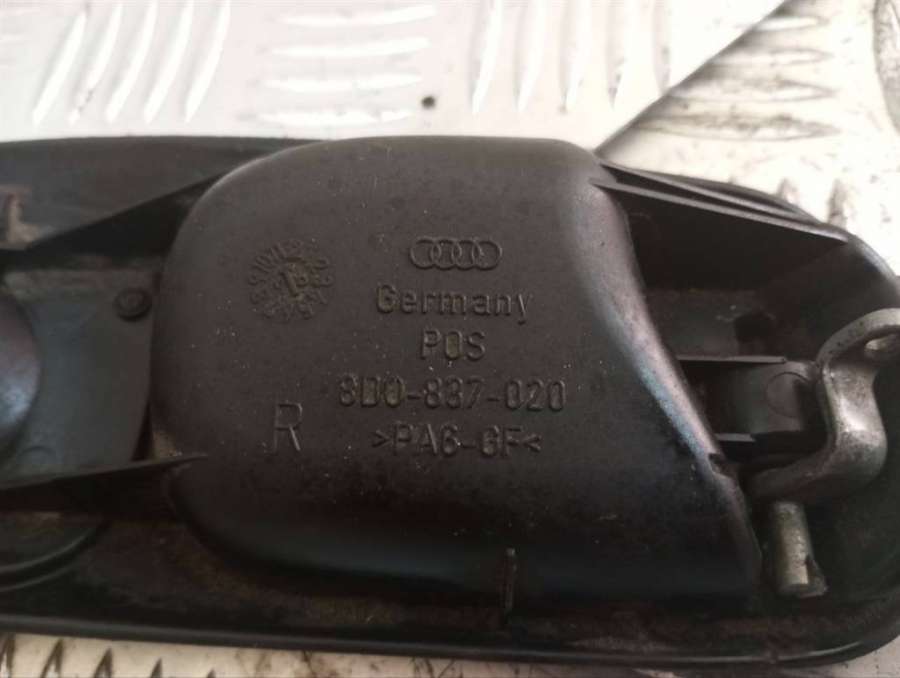 Germany
POS
8D0-837-020
R
>PA6-GF<